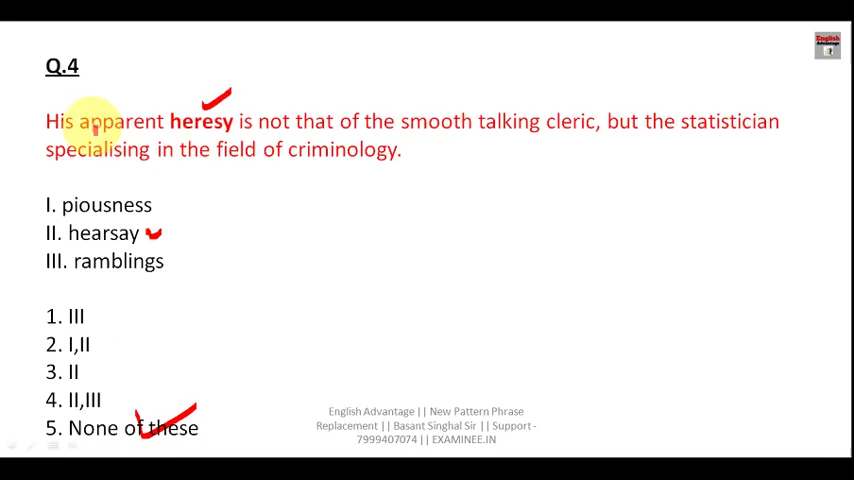 English
Advantage
Q.4
His apparent heresy is not that of the smooth talking cleric, but the statistician
specialising in the field of criminology.
I. piousness
II. hearsay
III. ramblings
1. III
2. I,II
3. II
4. II,III
5. None of these
English Advantage || New Pattern Phrase
Replacement || Basant Singhal Sir || Support -
7999407074 || EXAMINEE.IN